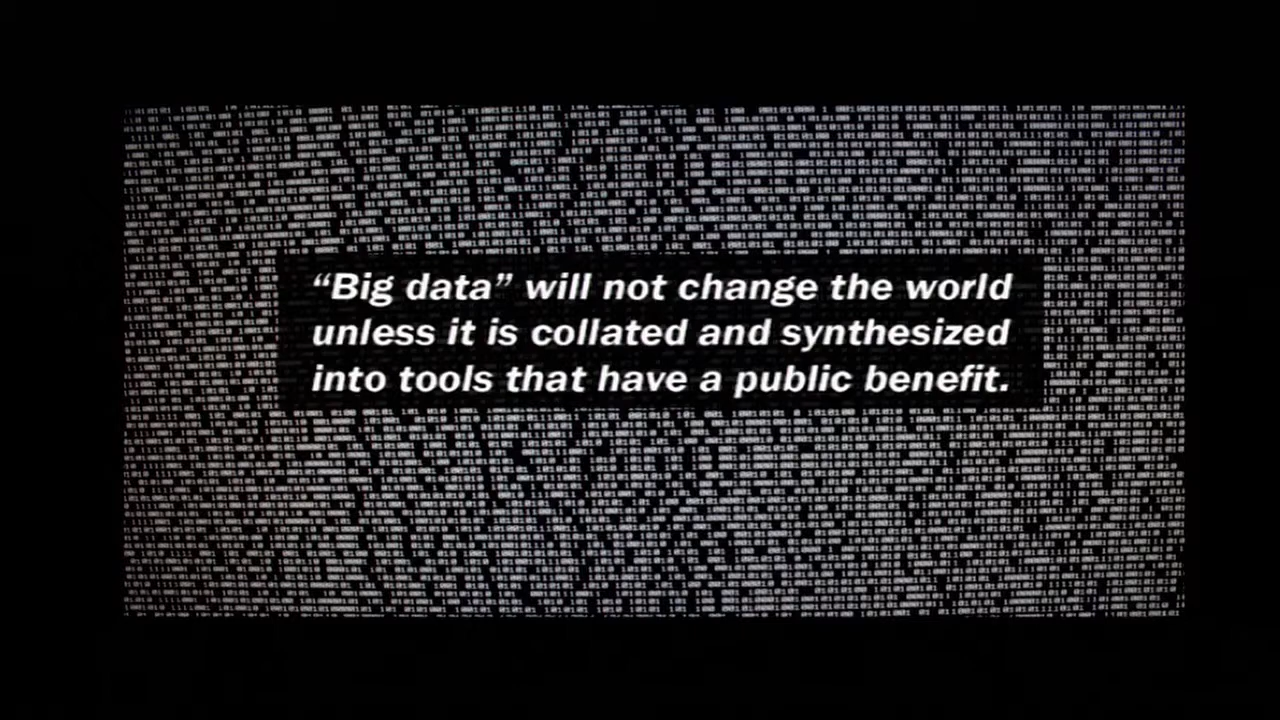 “Big data” will not change the world
unless it is collated and synthesized
into tools that have a public benefit.